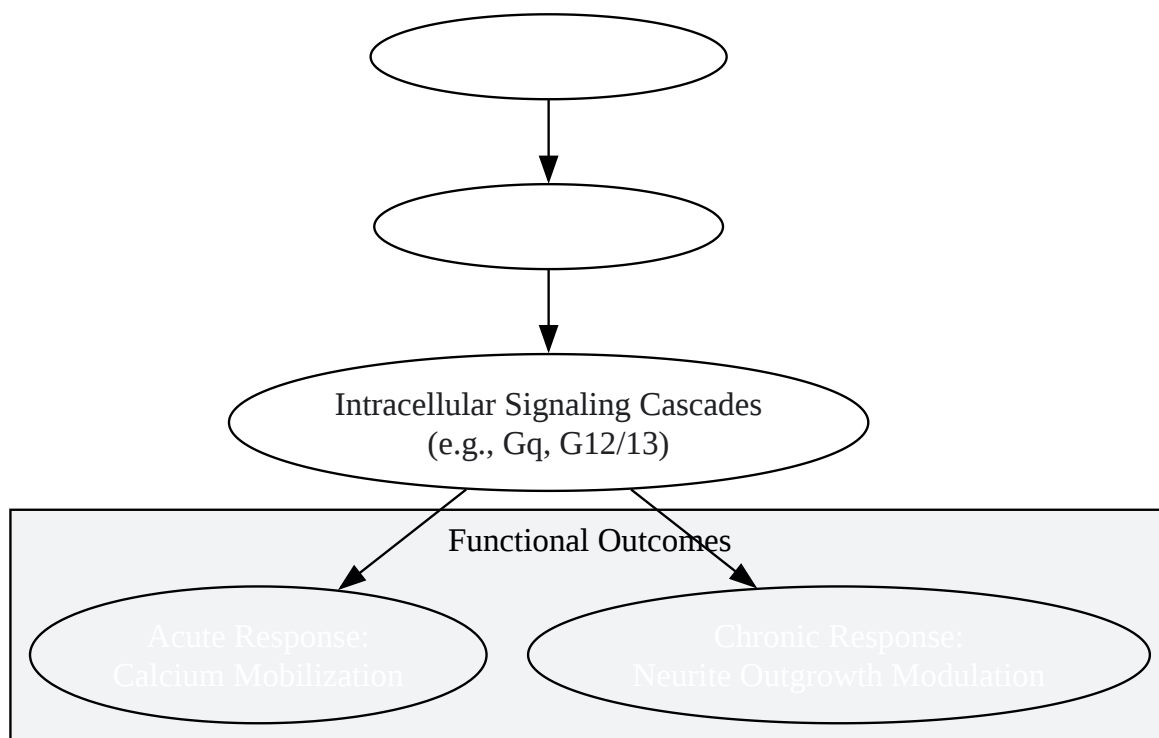 Intracellular Signaling Cascades
(e.g., Gq, G12/13)
Functional Outcomes
Acute Response:
Calcium Mobilization
Chronic Response:
Neurite Outgrowth Modulation